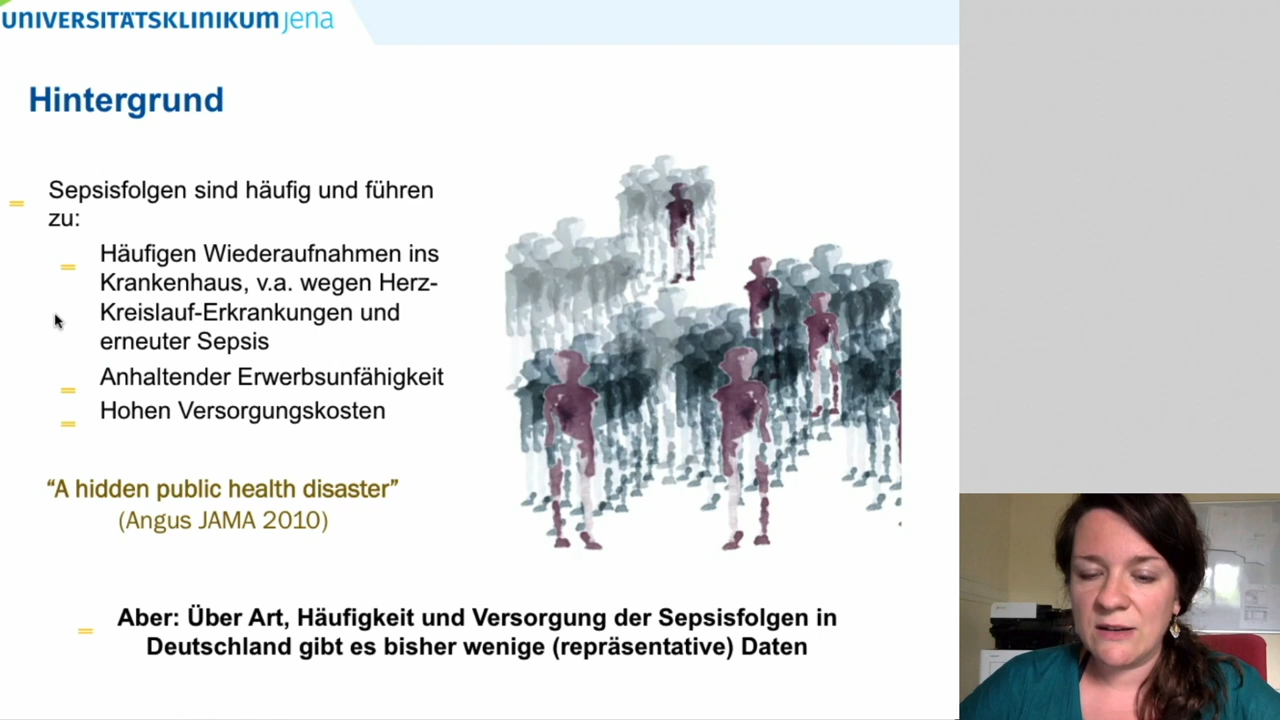 UNIVERSITÄTSKLINIKUM jena
Hintergrund
Sepsisfolgen sind häufig und führen
zu:
Häufigen Wiederaufnahmen ins
Krankenhaus, v.a. wegen Herz-
Kreislauf-Erkrankungen und
erneuter Sepsis
Anhaltender Erwerbsunfähigkeit
Hohen Versorgungskosten
“A hidden public health disaster”
(Angus JAMA 2010)
Aber: Über Art, Häufigkeit und Versorgung der Sepsisfolgen in
Deutschland gibt es bisher wenige (repräsentative) Daten